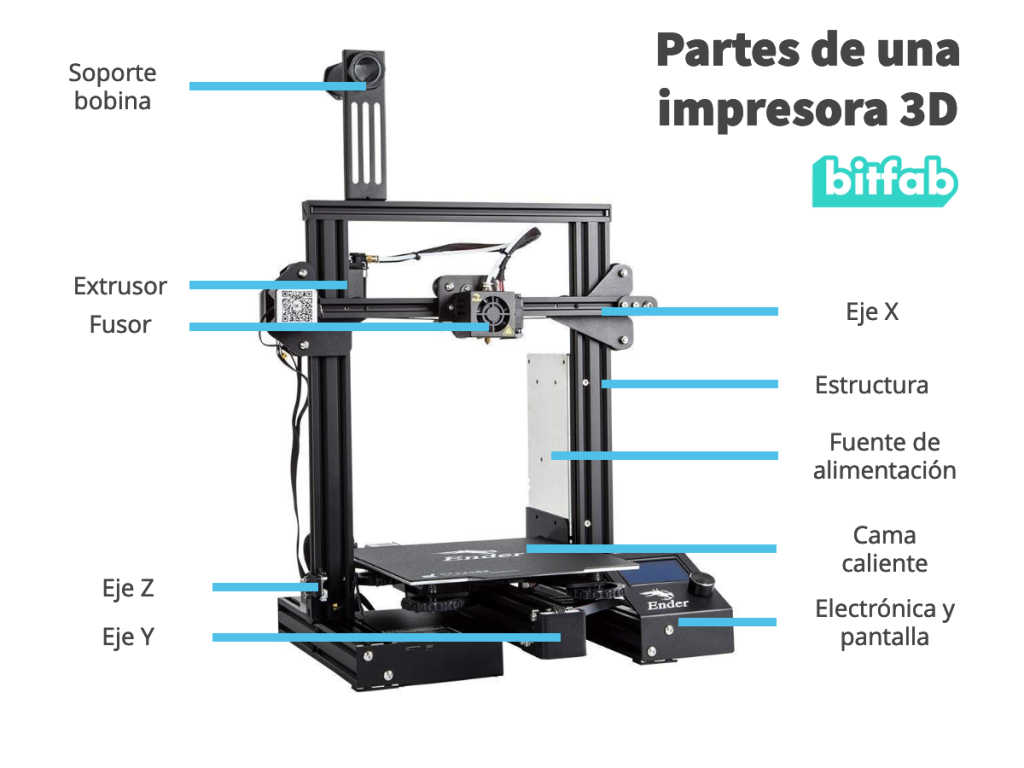 Partes de una
impresora 3D
bitfab
Soporte
bobina
Extrusor
Fusor
Eje X
Estructura
Fuente de
alimentación
Cama
caliente
Eje Z
Eje Y
Electrónica y
pantalla
Ender
Ender